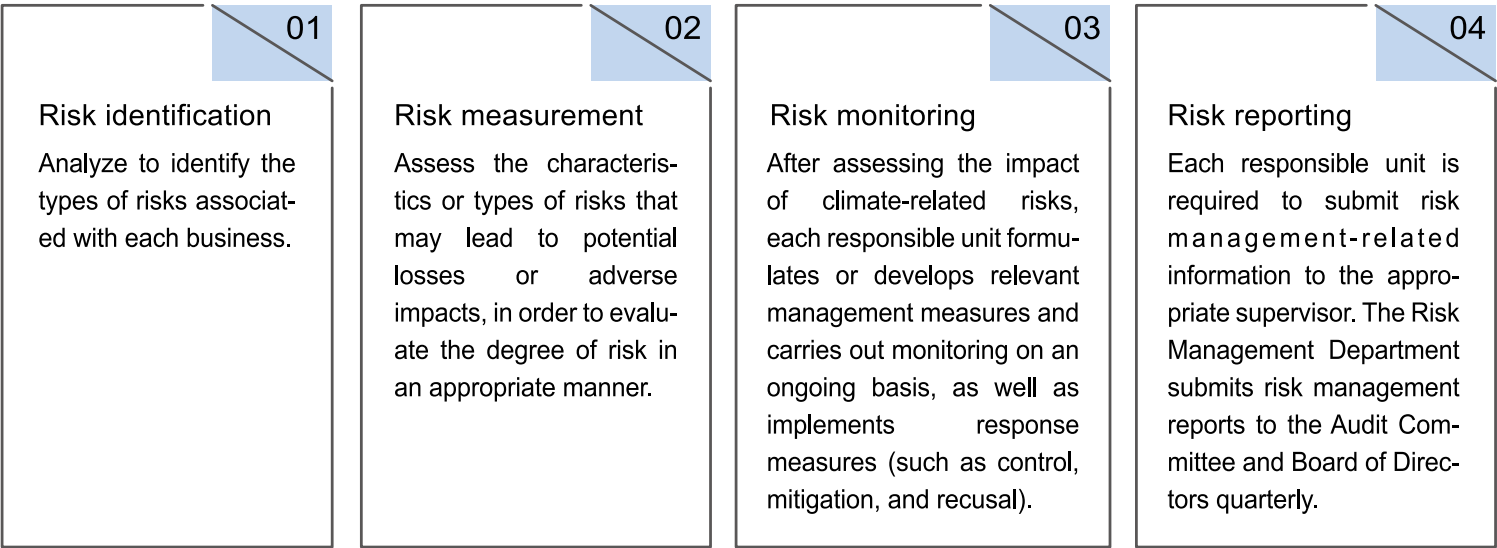 01
Risk identification
Analyze to identify the
types of risks associat-
ed with each business.
02
Risk measurement
Assess the characteris-
tics or types of risks that
may lead to potential
losses or adverse
impacts, in order to evalu-
ate the degree of risk in
an appropriate manner.
03
Risk monitoring
After assessing the impact
of climate-related risks,
each responsible unit formu-
lates or develops relevant
management measures and
carries out monitoring on an
ongoing basis, as well as
implements response
measures (such as control,
mitigation, and recusal).
04
Risk reporting
Each responsible unit is
required to submit risk
management-related
information to the appro-
priate supervisor. The Risk
Management Department
submits risk management
reports to the Audit Com-
mittee and Board of Direc-
tors quarterly.